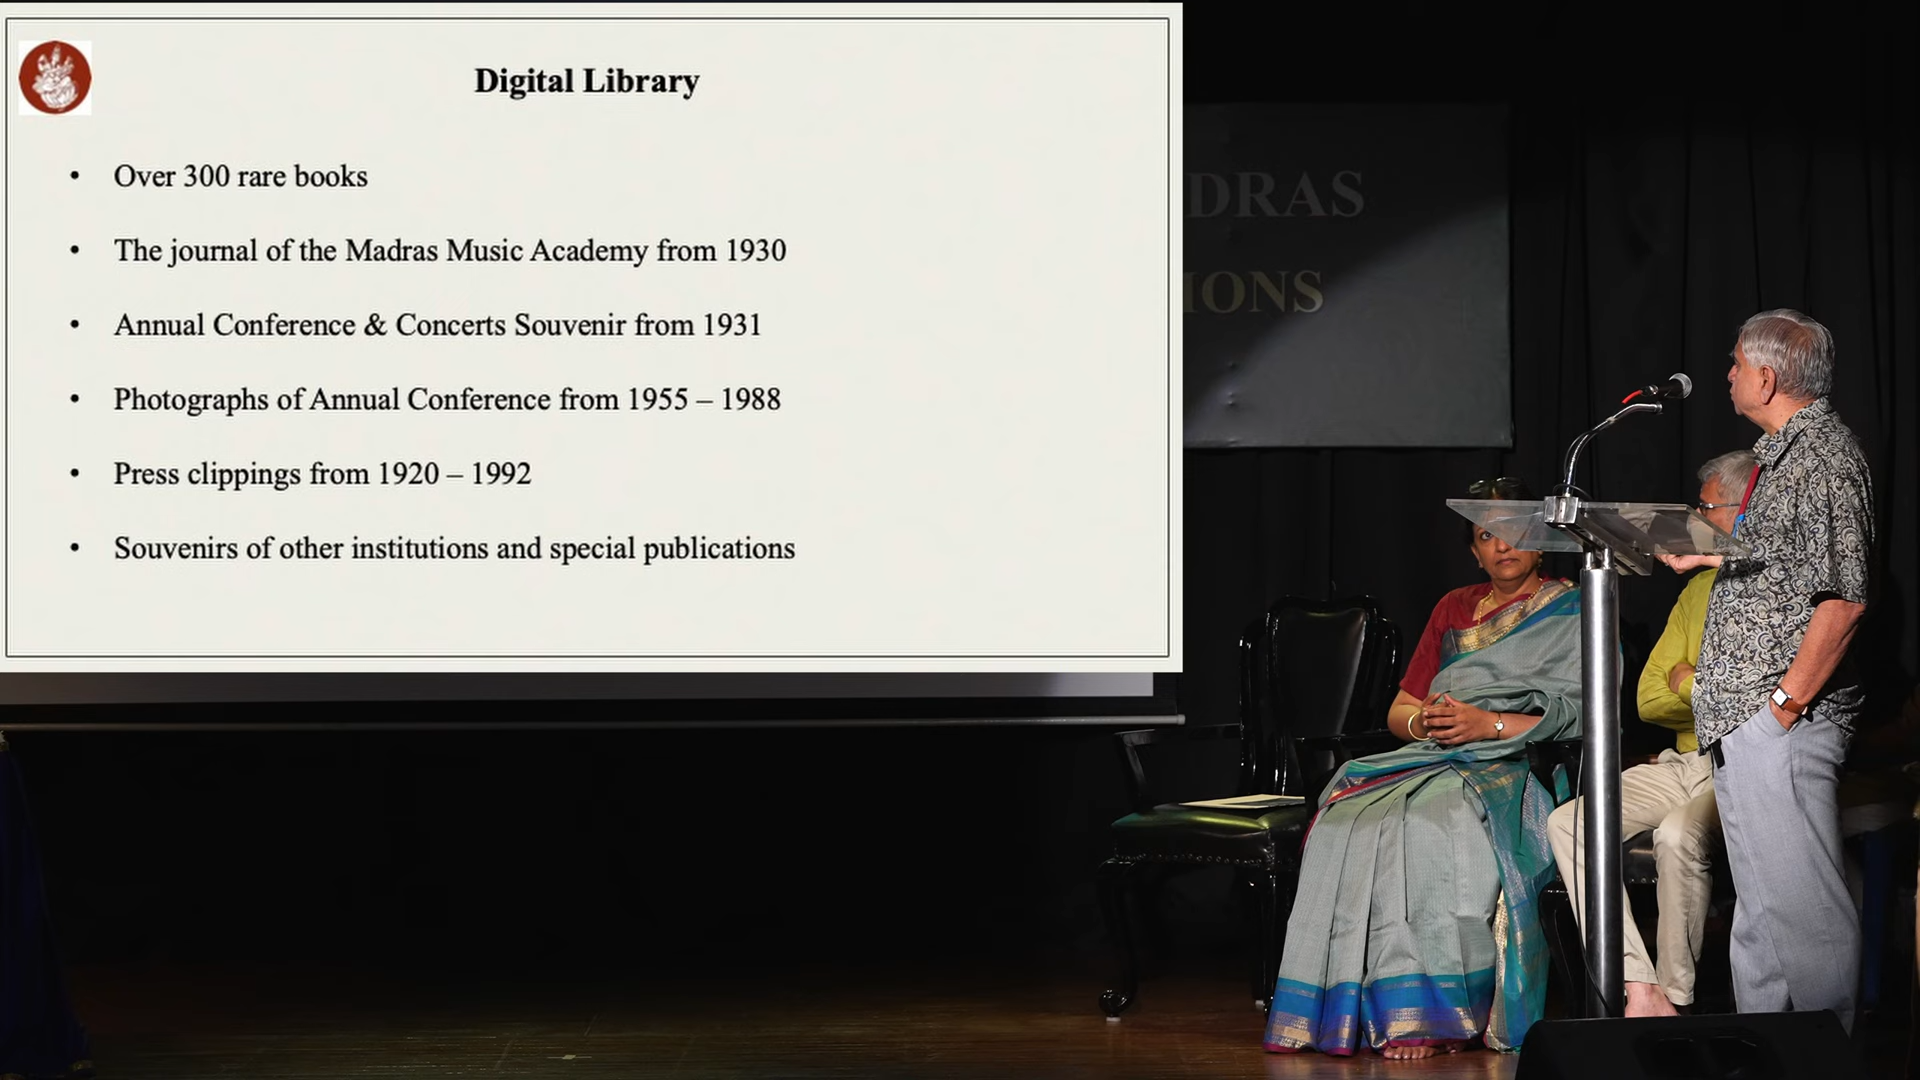 Digital Library
• Over 300 rare books
• The journal of the Madras Music Academy from 1930
• Annual Conference & Concerts Souvenir from 1931
• Photographs of Annual Conference from 1955 – 1988
• Press clippings from 1920 – 1992
• Souvenirs of other institutions and special publications
DRAS
IONS